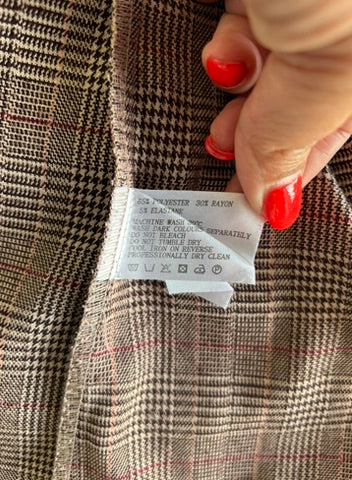 65% POLYESTER 30% RAYON
5% ELASTANE
MACHINE WASH 30°C
WASH DARK COLOURS SEPARATELY
DO NOT BLEACH
DO NOT TUMBLE DRY
COOL IRON ON REVERSE
PROFESSIONALLY DRY CLEAN